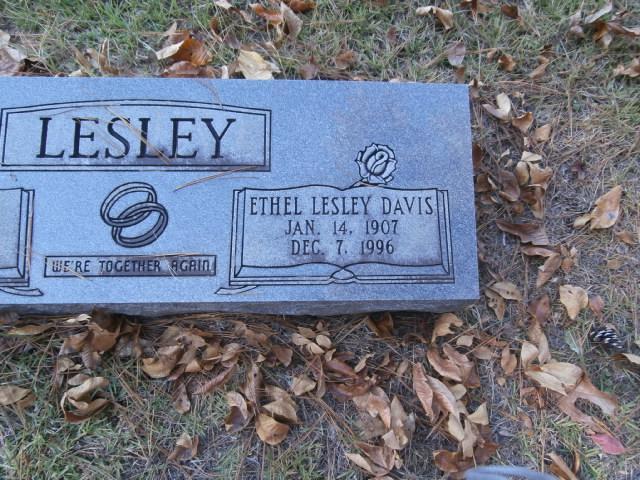 LESLEY
WE'RE TOGETHER AGAIN
ETHEL LESLEY DAVIS
JAN. 14, 1907
DEC. 7, 1996